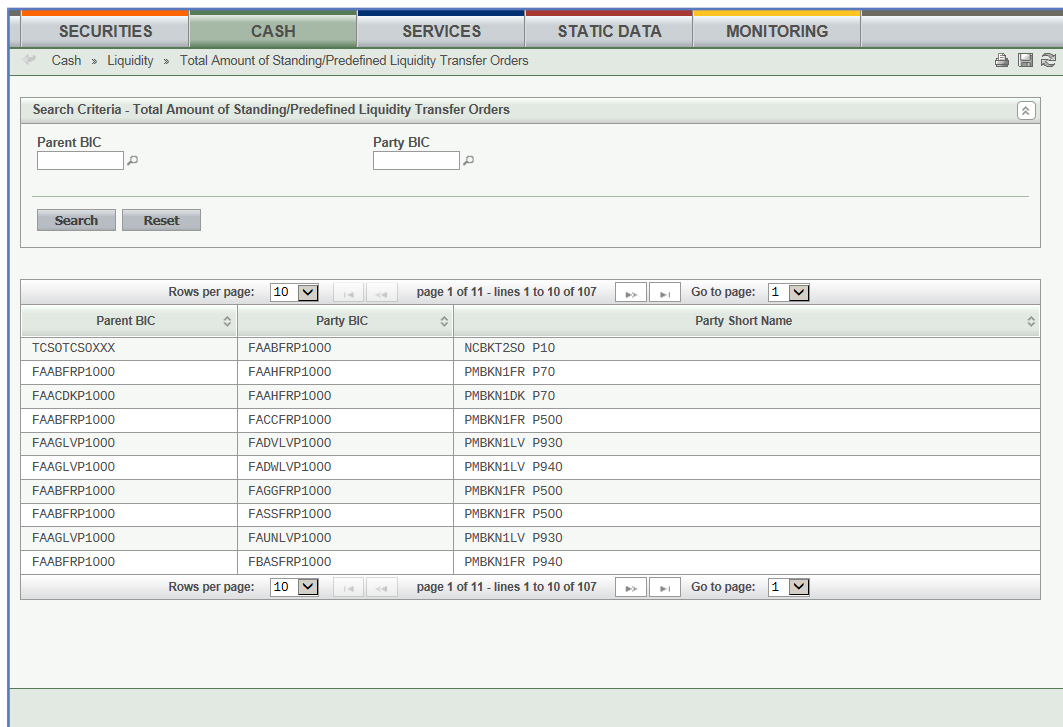 SECURITIES CASH SERVICES STATIC DATA MONITORING
Cash » Liquidity » Total Amount of Standing/Predefined Liquidity Transfer Orders
Search Criteria - Total Amount of Standing/Predefined Liquidity Transfer Orders
Parent BIC Party BIC
Search Reset
Rows per page: 10 page 1 of 11 - lines 1 to 10 of 107 Go to page: 1
Parent BIC Party BIC Party Short Name
TCSOTCSOXXX FAABFRP1000 NCBKT2SO P10
FAABFRP1000 FAAHFRP1000 PMBKN1FR P70
FAACDKP1000 FAAHFRP1000 PMBKN1DK P70
FAABFRP1000 FACCFRP1000 PMBKN1FR P500
FAAGLVP1000 FADVLVP1000 PMBKN1LV P930
FAAGLVP1000 FADWLVP1000 PMBKN1LV P940
FAABFRP1000 FAGGFRP1000 PMBKN1FR P500
FAABFRP1000 FASSFRP1000 PMBKN1FR P500
FAAGLVP1000 FAUNLVP1000 PMBKN1LV P930
FAABFRP1000 FBASFRP1000 PMBKN1FR P940
Rows per page: 10 page 1 of 11 - lines 1 to 10 of 107 Go to page: 1